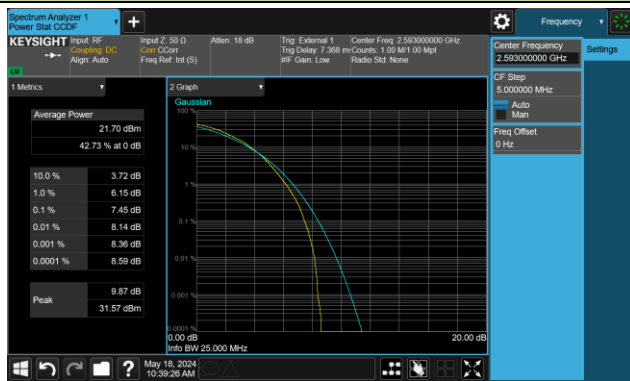 Spectrum Analyzer 1
Power Stat CCDF
Frequency
KEYSIGHT
Input: RF
Coupling: DC
Align: Auto
Input Z: 50 Ω
Corr CCorr
Freq Ref: Int (S)
Atten: 18 dB
Trig: External 1
Trig Delay: 7.368 ms
#IF Gain: Low
Center Freq: 2.593000000 GHz
Counts: 1.00 M/1.00 Mpt
Radio Std: None
1 Metrics
Average Power
21.70 dBm
42.73 % at 0 dB
10.0 % 3.72 dB
1.0 % 6.15 dB
0.1 % 7.45 dB
0.01 % 8.14 dB
0.001 % 8.36 dB
0.0001 % 8.59 dB
Peak
9.87 dB
31.57 dBm
2 Graph
Gaussian
100 %
10 %
1 %
0.1 %
0.01 %
0.001 %
0.0001 %
0.00 dB
20.00 dB
Info BW 25.000 MHz
Center Frequency
2.593000000 GHz
CF Step
5.000000 MHz
Auto
Man
Freq Offset
0 Hz
Settings
?
May 18, 2024
10:39:26 AM